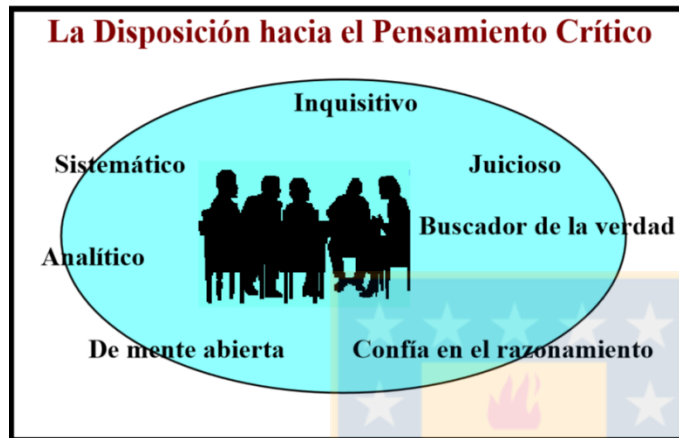 La Disposición hacia el Pensamiento Crítico
Inquisitivo
Sistemático
Juicioso
Buscador de la verdad
Analítico
De mente abierta
Confía en el razonamiento